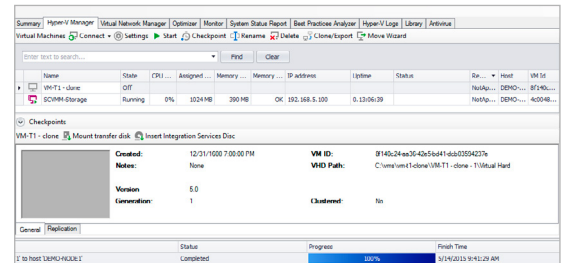 Summary Hyper-V Manager Virtual Network Manager Optimizer Monitor System Status Report Best Practices Analyzer Hyper-V Logs Library Antivirus
Virtual Machines Connect Settings Start Checkpoint Rename Delete Clone/Export Move Wizard
Enter text to search... Find Clear
Name State CPU ... Assigned ... Memory ... Memory ... IP address Uptime Status Re... Host VM Id
VM-T1 - clone Off NotAp... DEMO-... 8f140c...
SCVMM-Storage Running 0% 1024 MB 390 MB OK 192.168.5.100 0.13:06:39 NotAp... DEMO-... 4c0048...
Checkpoints
VM-T1 - clone Mount transfer disk Insert Integration Services Disc
Created: 12/31/1600 7:00:00 PM VM ID: 8f140c24-aa36-42e5-bd41-dcb03594237e
Notes: None VHD Path: C:\vms\vm-t1-clone\VM-T1 - clone - 1\Virtual Hard
Version 5.0
Generation: 1 Clustered: No
General Replication
Status Progress Finish Time
1' to host 'DEMO-NODE1' Completed 100% 5/14/2015 9:41:29 AM